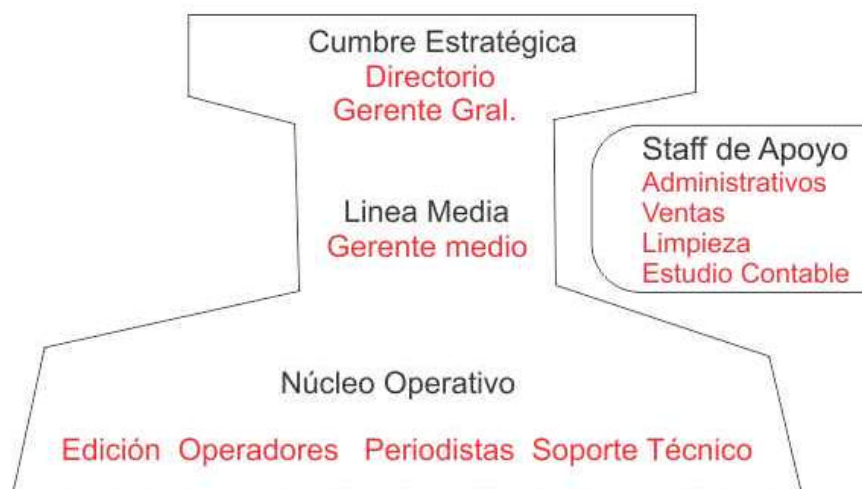 Cumbre Estratégica
Directorio
Gerente Gral.
Linea Media
Gerente medio
Staff de Apoyo
Administrativos
Ventas
Limpieza
Estudio Contable
Núcleo Operativo
Edición Operadores Periodistas Soporte Técnico